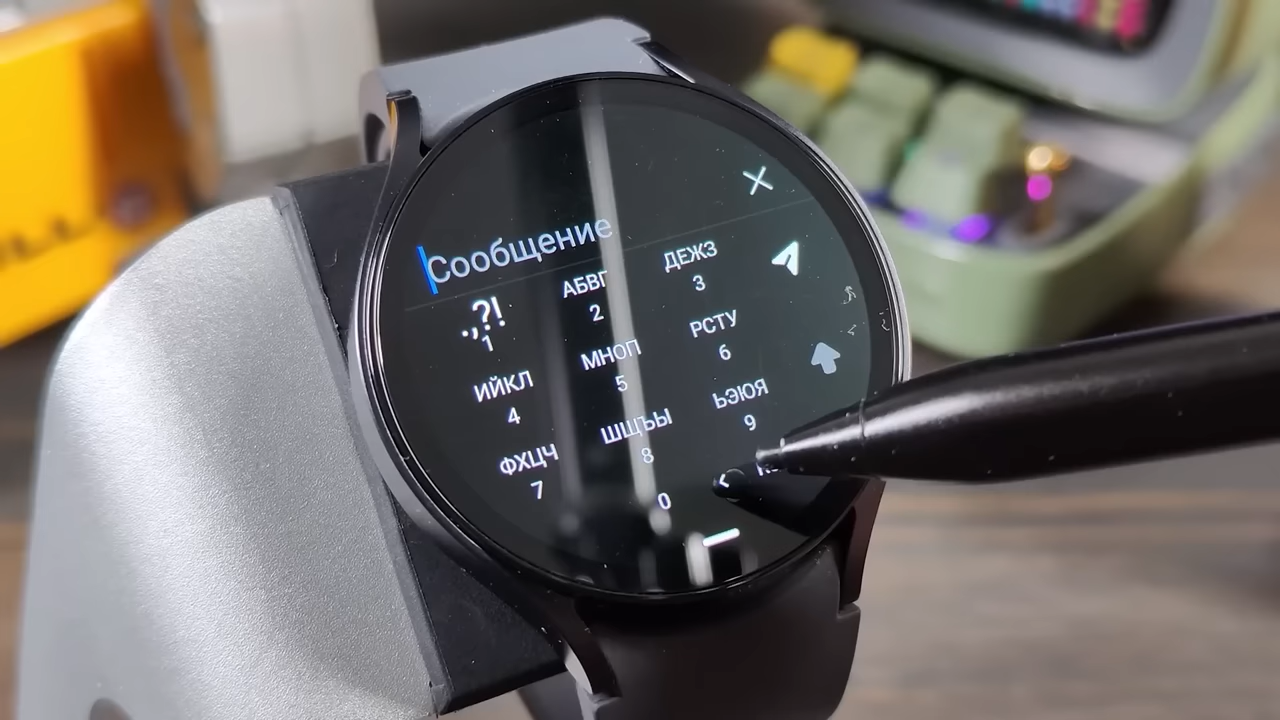 Сообщение
.,?!
1
АБВГ
2
ДЕЖЗ
3
ИЙКЛ
4
МНОП
5
РСТУ
6
ФХЦЧ
7
ШЩЪЫ
8
ЬЭЮЯ
9
0